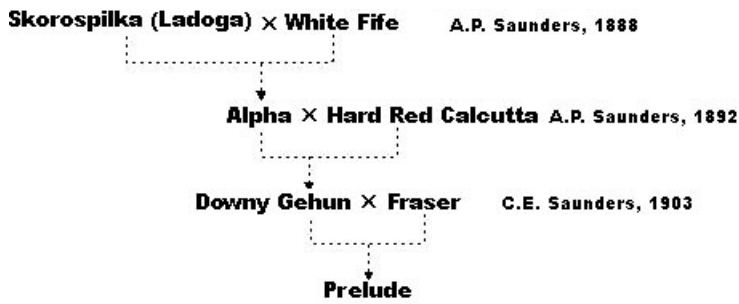 Skorospilka (Ladoga) × White Fife A.P. Saunders, 1888
Alpha × Hard Red Calcutta A.P. Saunders, 1892
Downy Gehun × Fraser C.E. Saunders, 1903
Prelude